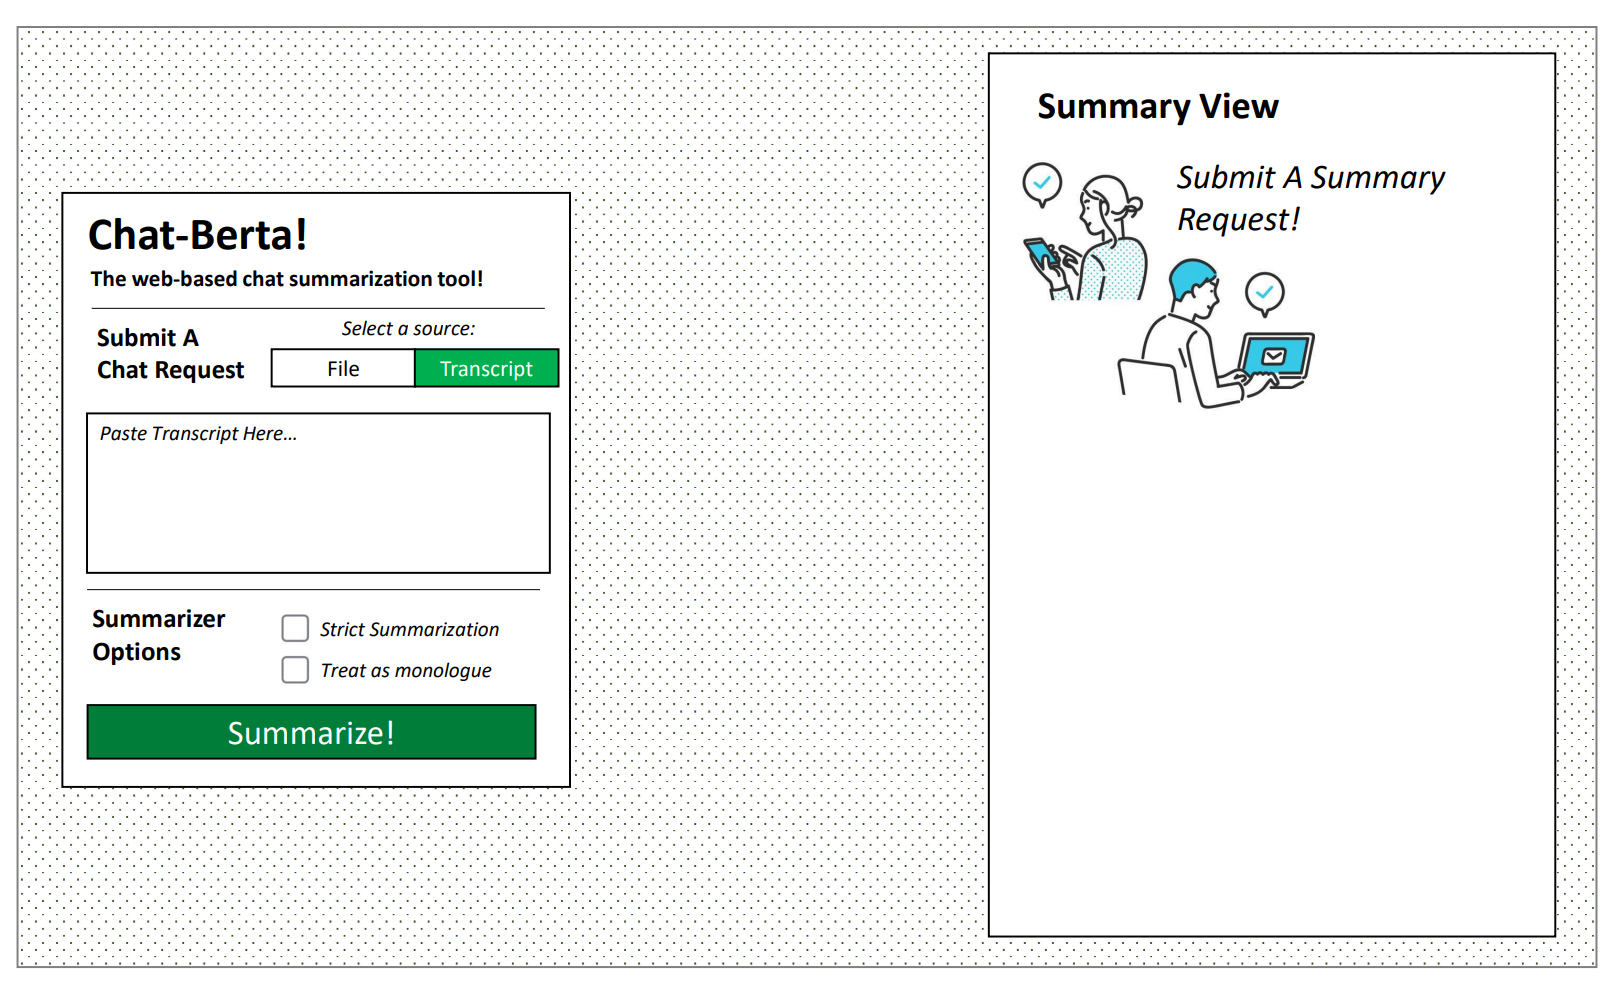 Chat-Berta!
The web-based chat summarization tool!
Submit A
Chat Request
Select a source:
File
Transcript
Paste Transcript Here...
Summarizer
Options
Strict Summarization
Treat as monologue
Summarize!
Summary View
Submit A Summary
Request!